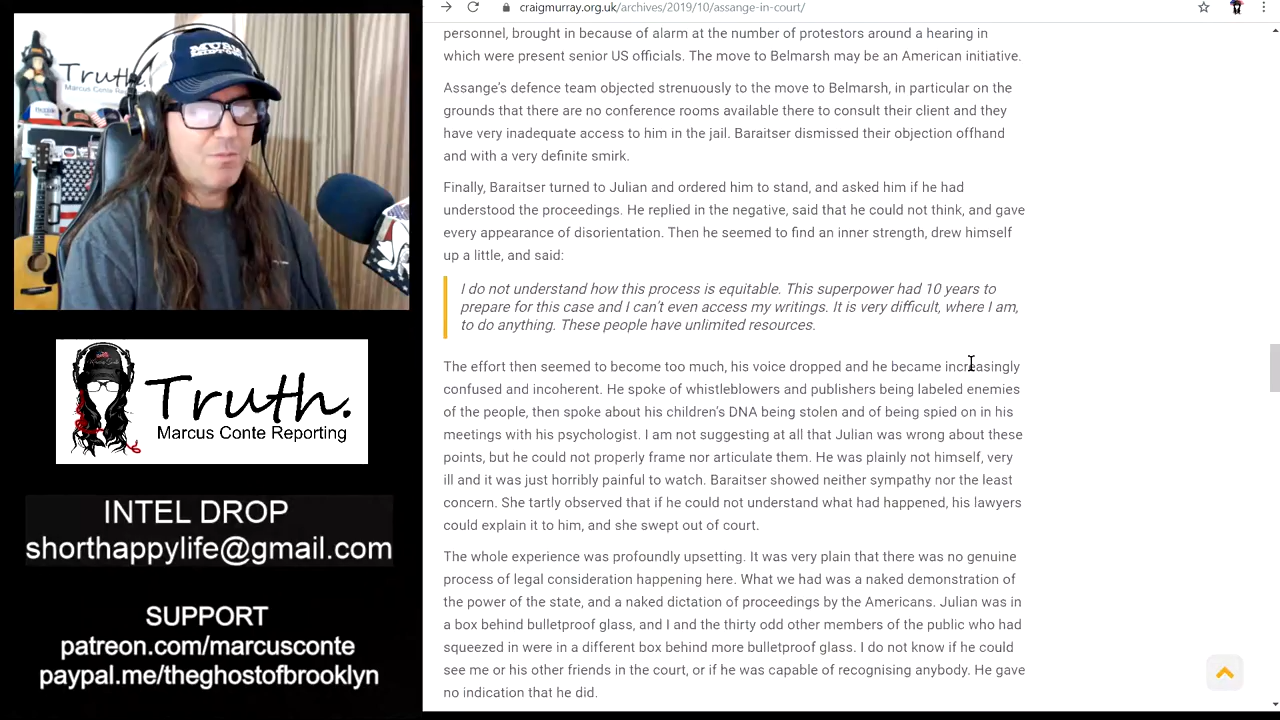 craigmurray.org.uk/archives/2019/10/assange-in-court/
personnel, brought in because of alarm at the number of protestors around a hearing in
which were present senior US officials. The move to Belmarsh may be an American initiative.
Assange's defence team objected strenuously to the move to Belmarsh, in particular on the
grounds that there are no conference rooms available there to consult their client and they
have very inadequate access to him in the jail. Baraitser dismissed their objection offhand
and with a very definite smirk.
Finally, Baraitser turned to Julian and ordered him to stand, and asked him if he had
understood the proceedings. He replied in the negative, said that he could not think, and gave
every appearance of disorientation. Then he seemed to find an inner strength, drew himself
up a little, and said:
I do not understand how this process is equitable. This superpower had 10 years to
prepare for this case and I can't even access my writings. It is very difficult, where I am,
to do anything. These people have unlimited resources.
The effort then seemed to become too much, his voice dropped and he became increasingly
confused and incoherent. He spoke of whistleblowers and publishers being labeled enemies
of the people, then spoke about his children's DNA being stolen and of being spied on in his
meetings with his psychologist. I am not suggesting at all that Julian was wrong about these
points, but he could not properly frame nor articulate them. He was plainly not himself, very
ill and it was just horribly painful to watch. Baraitser showed neither sympathy nor the least
concern. She tartly observed that if he could not understand what had happened, his lawyers
could explain it to him, and she swept out of court.
The whole experience was profoundly upsetting. It was very plain that there was no genuine
process of legal consideration happening here. What we had was a naked demonstration of
the power of the state, and a naked dictation of proceedings by the Americans. Julian was in
a box behind bulletproof glass, and I and the thirty odd other members of the public who had
squeezed in were in a different box behind more bulletproof glass. I do not know if he could
see me or his other friends in the court, or if he was capable of recognising anybody. He gave
no indication that he did.
Truth.
Marcus Conte Reporting
Truth.
Marcus Conte Reporting
INTEL DROP
shorthappylife@gmail.com
SUPPORT
patreon.com/marcusconte
paypal.me/theghostofbrooklyn